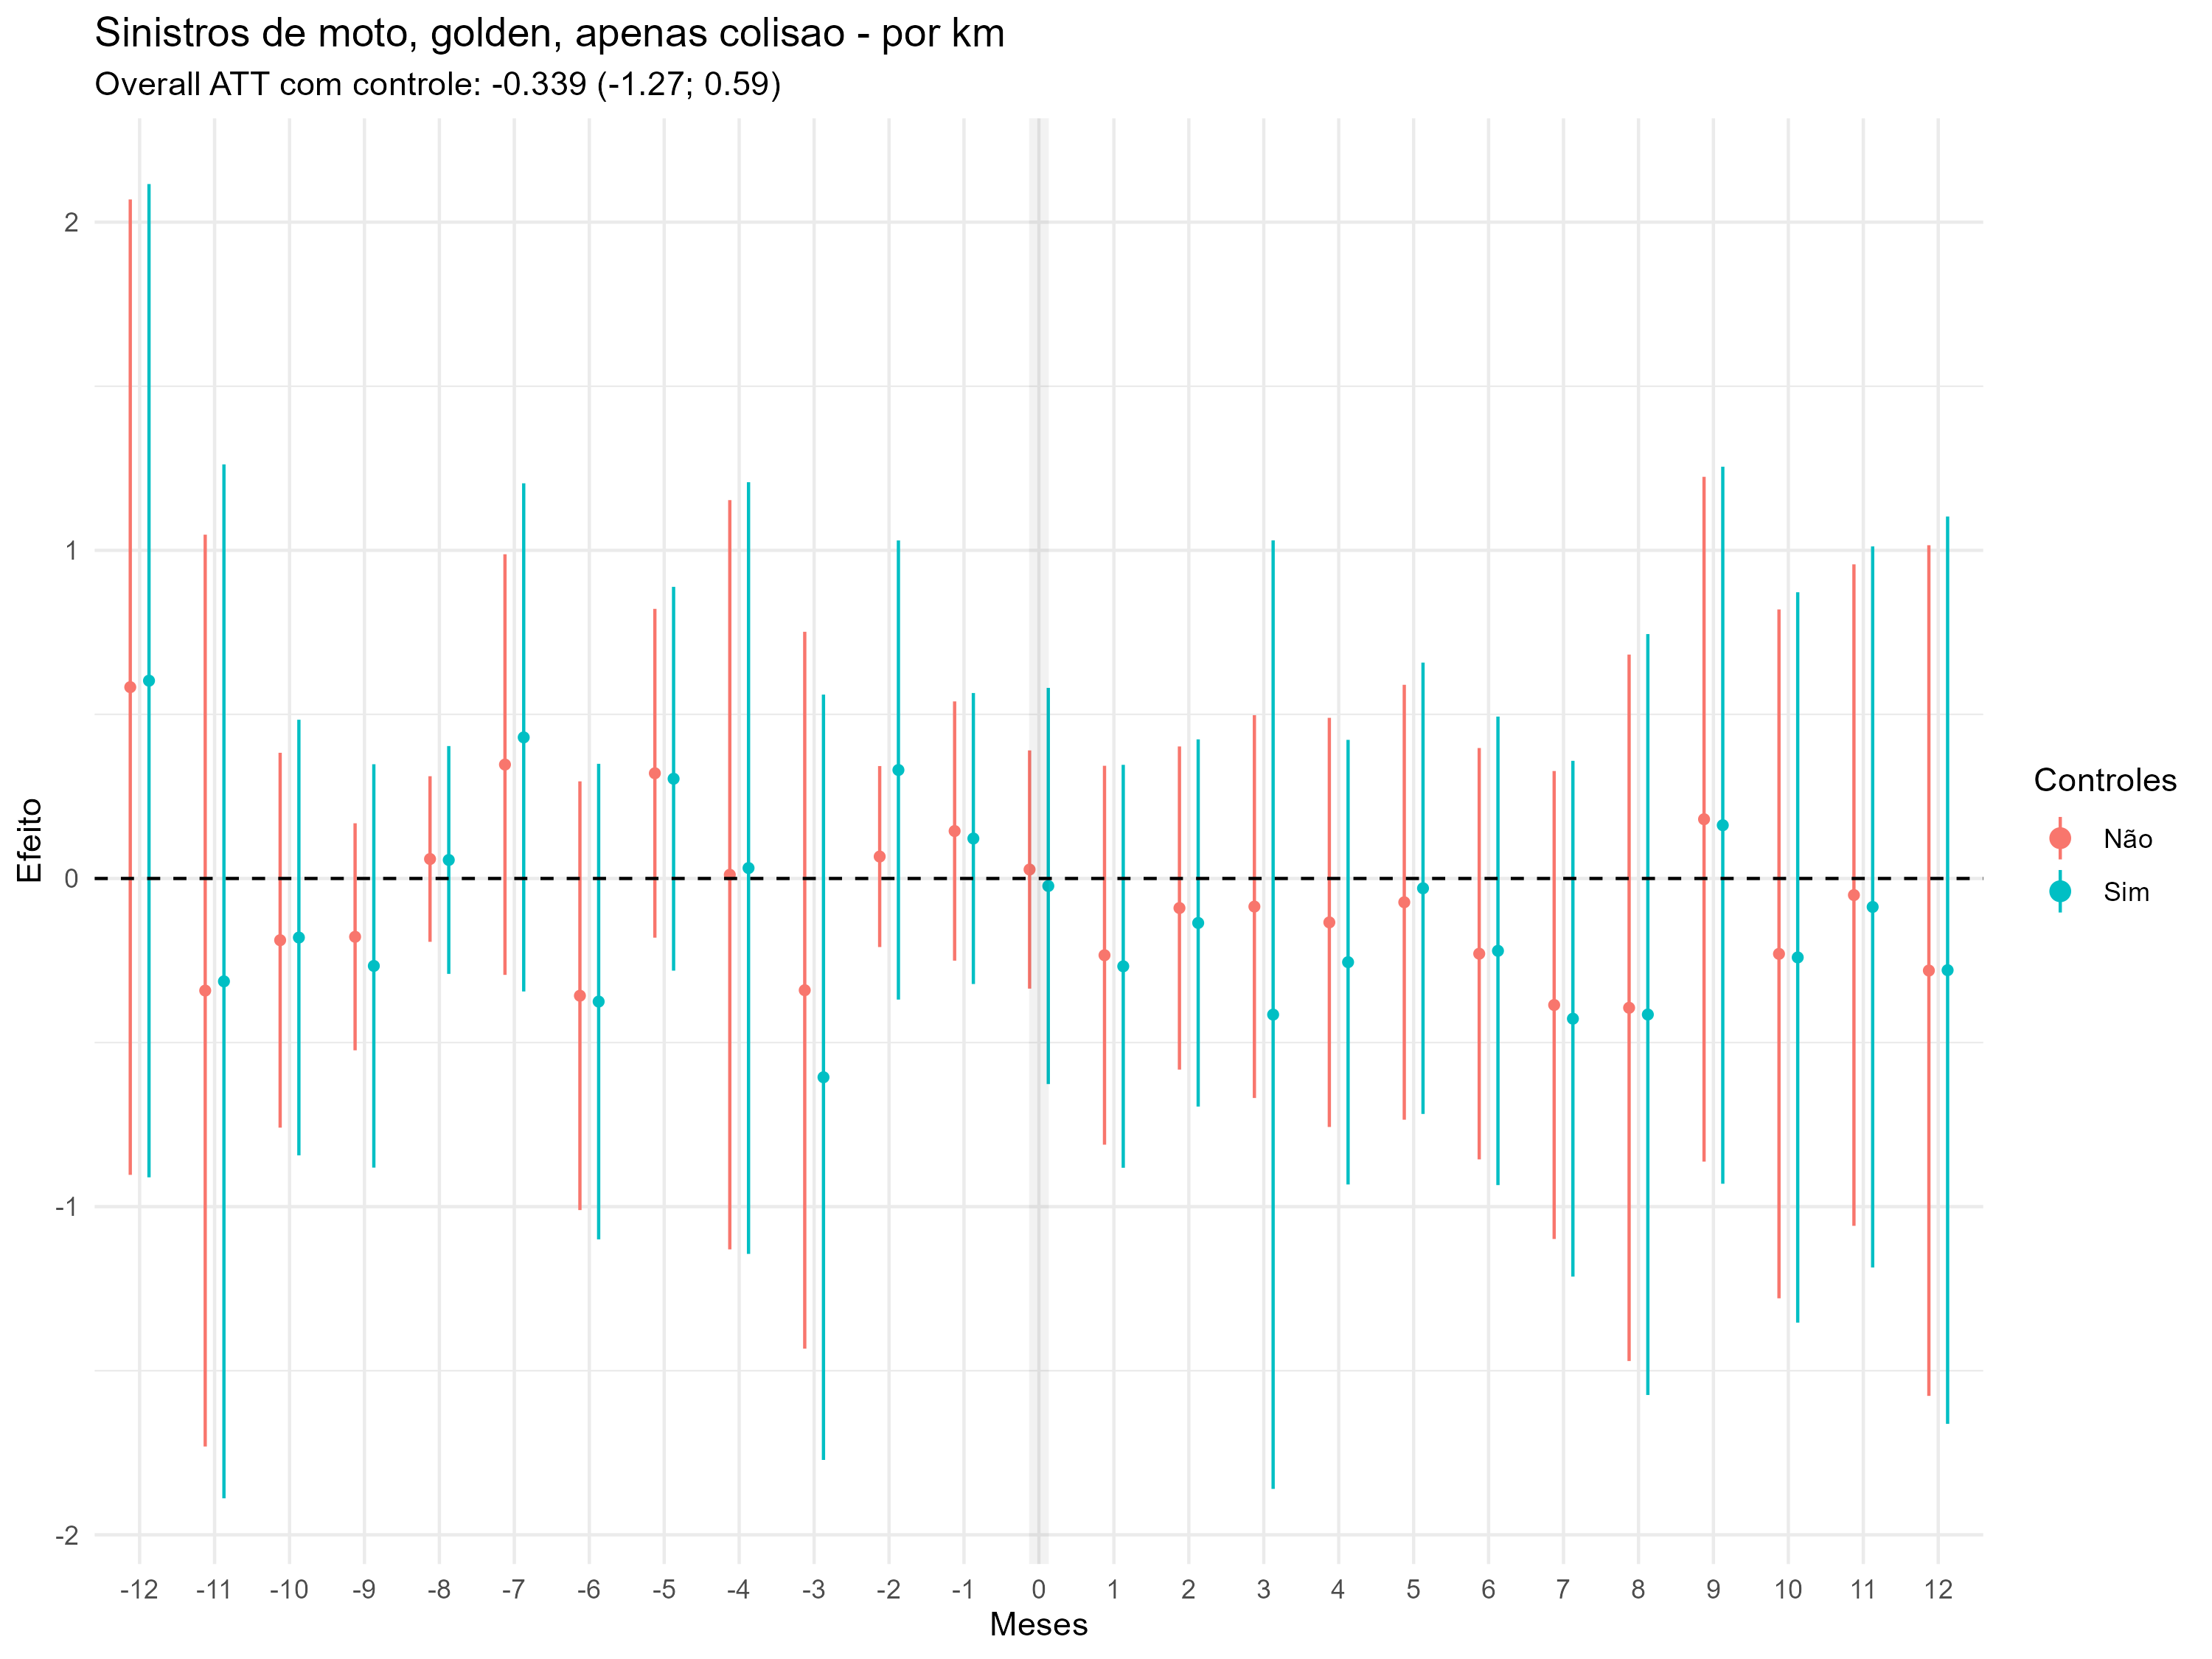 Sinistros de moto, golden, apenas colisao - por km
Overall ATT com controle: -0.339 (-1.27; 0.59)
Efeito
2
1
0
-1
-2
-12 -11 -10 -9 -8 -7 -6 -5 -4 -3 -2 -1 0 1 2 3 4 5 6 7 8 9 10 11 12
Meses
Controles
Não
Sim